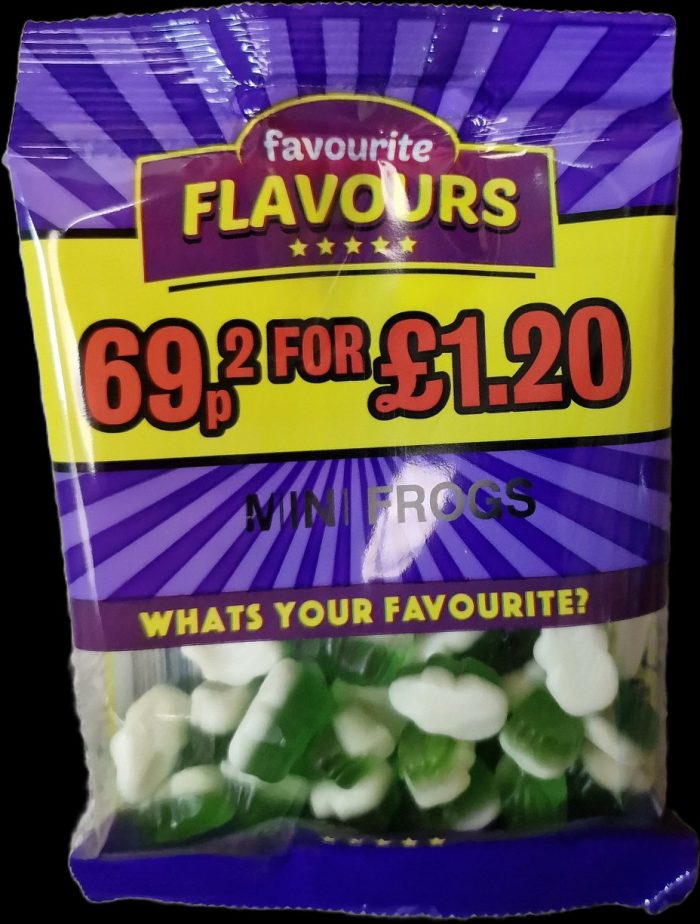 favourite
FLAVOURS
69p 2 FOR £1.20
MINI FROGS
WHATS YOUR FAVOURITE?